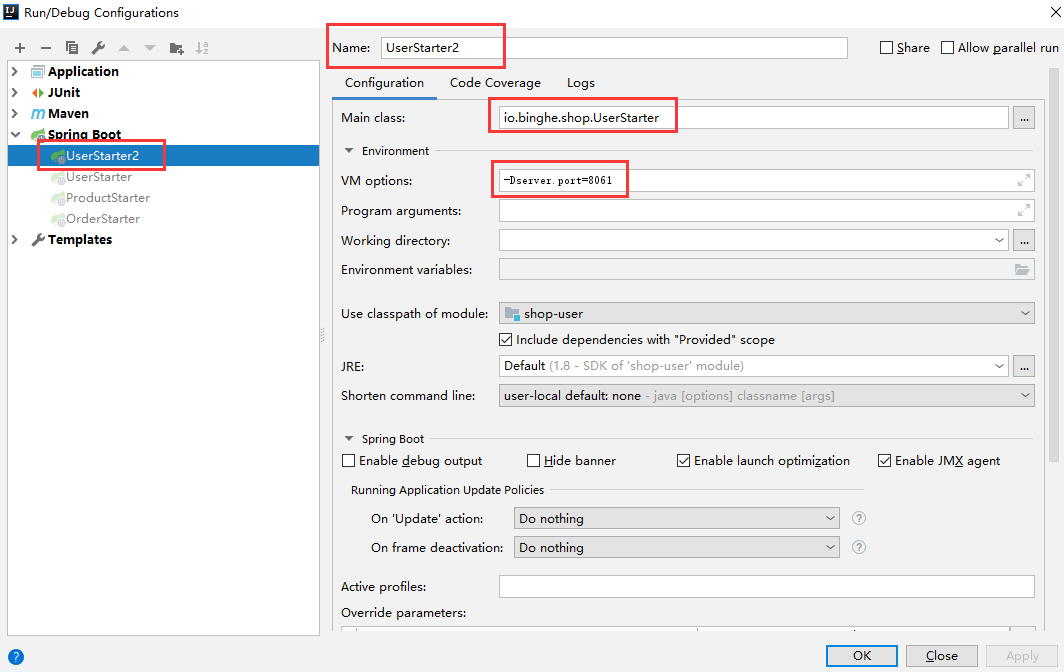 Run/Debug Configurations
Name: UserStarter2
Share Allow parallel run
Application
JUnit
Maven
Spring Boot
UserStarter2
UserStarter
ProductStarter
OrderStarter
Templates
Configuration Code Coverage Logs
Main class: io.binghe.shop.UserStarter ...
Environment
VM options: -Dserver.port=8061
Program arguments:
Working directory: ...
Environment variables:
Use classpath of module: shop-user
Include dependencies with "Provided" scope
JRE: Default (1.8 - SDK of 'shop-user' module) ...
Shorten command line: user-local default: none - java [options] classname [args]
Spring Boot
Enable debug output Hide banner Enable launch optimization Enable JMX agent
Running Application Update Policies
On 'Update' action: Do nothing ?
On frame deactivation: Do nothing ?
Active profiles:
Override parameters:
? OK Close Apply